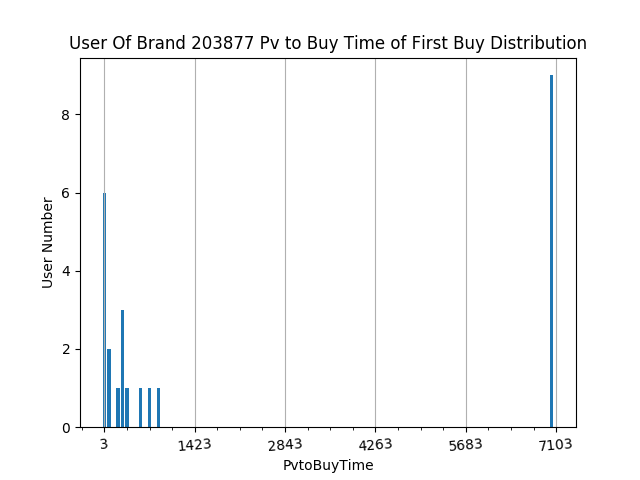 User Of Brand 203877 Pv to Buy Time of First Buy Distribution
8
6
4
2
0
User Number
3 1423 2843 4263 5683 7103
PvtoBuyTime